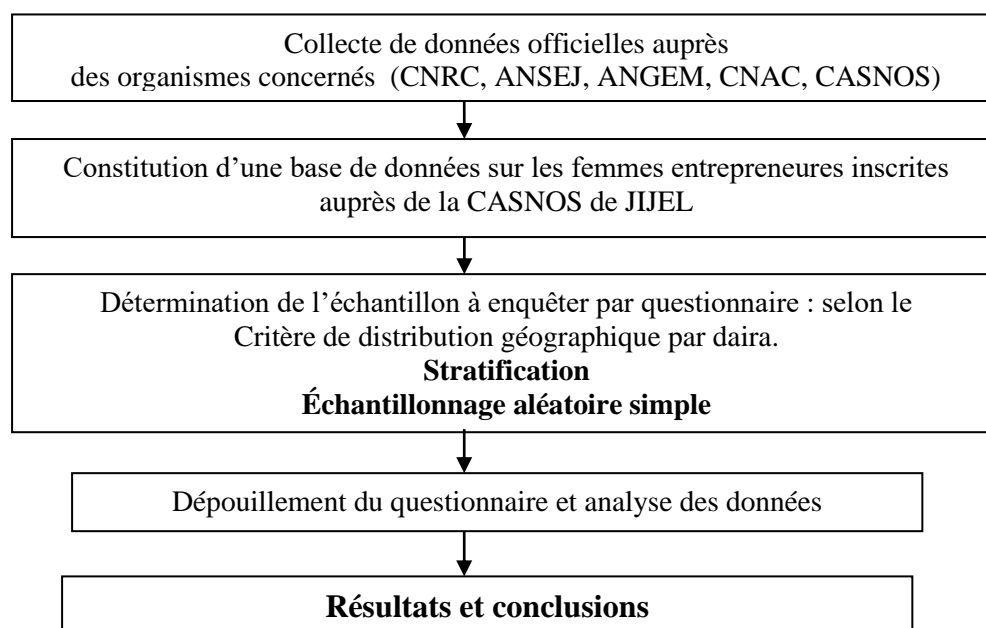 Collecte de données officielles auprès
des organismes concernés (CNRC, ANSEJ, ANGEM, CNAC, CASNOS)
Constitution d'une base de données sur les femmes entrepreneures inscrites
auprès de la CASNOS de JIJEL
Détermination de l'échantillon à enquêter par questionnaire : selon le
Critère de distribution géographique par daira.
Stratification
Échantillonnage aléatoire simple
Dépouillement du questionnaire et analyse des données
Résultats et conclusions